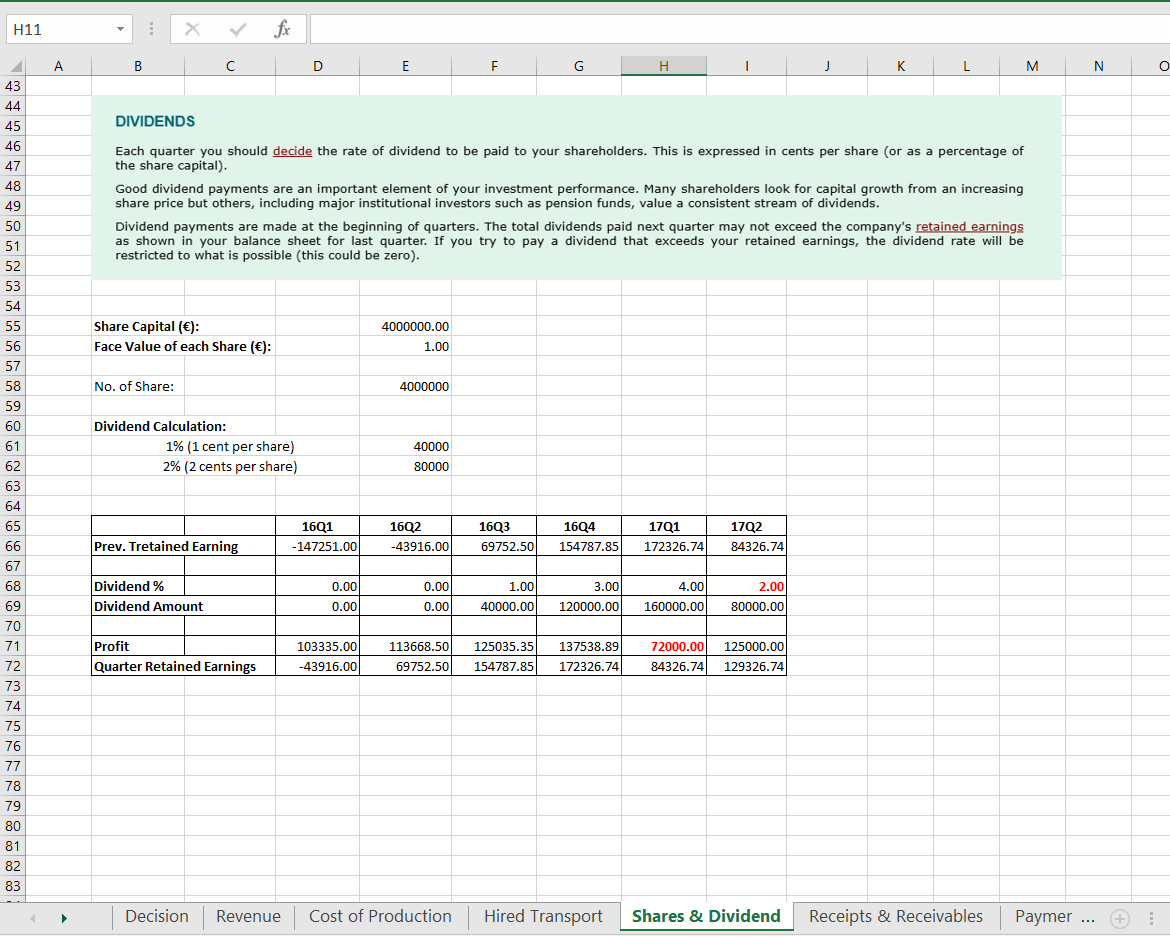 H11
fx
A B C D E F G H I J K L M N O
43
44
DIVIDENDS
45
46
Each quarter you should decide the rate of dividend to be paid to your shareholders. This is expressed in cents per share (or as a percentage of
47
the share capital).
48
Good dividend payments are an important element of your investment performance. Many shareholders look for capital growth from an increasing
49
share price but others, including major institutional investors such as pension funds, value a consistent stream of dividends.
50
Dividend payments are made at the beginning of quarters. The total dividends paid next quarter may not exceed the company's retained earnings
51
as shown in your balance sheet for last quarter. If you try to pay a dividend that exceeds your retained earnings, the dividend rate will be
52
restricted to what is possible (this could be zero).
53
54
55 Share Capital (€): 4000000.00
56 Face Value of each Share (€): 1.00
57
58 No. of Share: 4000000
59
60 Dividend Calculation:
61 1% (1 cent per share) 40000
62 2% (2 cents per share) 80000
63
64
65 16Q1 16Q2 16Q3 16Q4 17Q1 17Q2
66 Prev. Tretained Earning -147251.00 -43916.00 69752.50 154787.85 172326.74 84326.74
67
68 Dividend % 0.00 0.00 1.00 3.00 4.00 2.00
69 Dividend Amount 0.00 0.00 40000.00 120000.00 160000.00 80000.00
70
71 Profit 103335.00 113668.50 125035.35 137538.89 72000.00 125000.00
72 Quarter Retained Earnings -43916.00 69752.50 154787.85 172326.74 84326.74 129326.74
73
74
75
76
77
78
79
80
81
82
83
Decision Revenue Cost of Production Hired Transport Shares & Dividend Receipts & Receivables Paymer ...